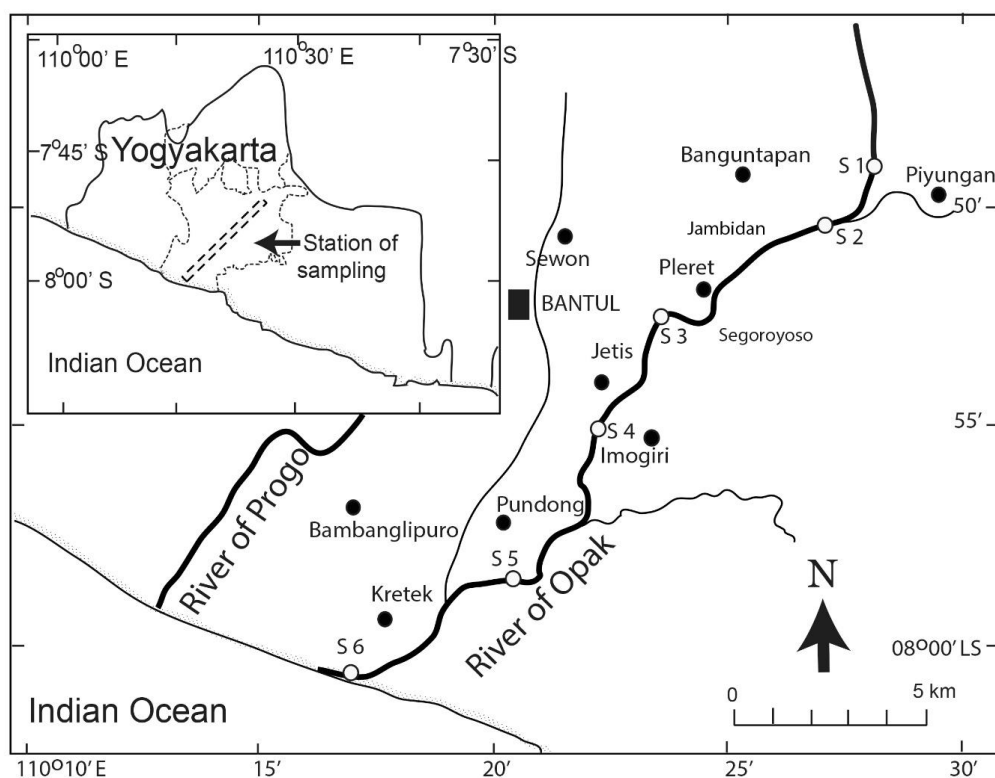 110°00' E
110°30' E
7°30' S
7°45' S
Yogyakarta
Station of
sampling
8°00' S
Indian Ocean
Banguntapan
S 1
Piyungan
50'
Jambidan
S 2
Sewon
Pleret
BANTUL
S 3
Segoroyoso
Jetis
55'
S 4
Imogiri
River of Progo
Pundong
Bambanglipuro
S 5
River of Opak
N
Kretek
S 6
08°00' LS
0
5 km
Indian Ocean
110°10' E
15'
20'
25'
30'